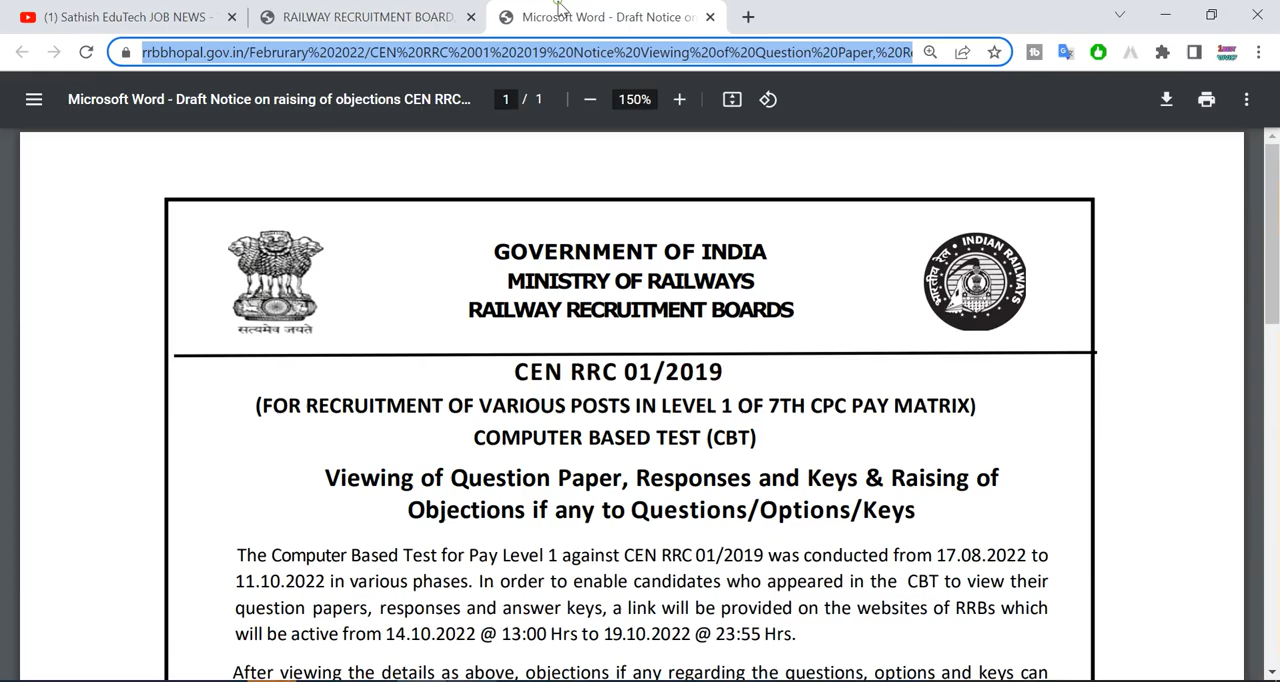 (1) Sathish EduTech JOB NEWS -
RAILWAY RECRUITMENT BOARD,
Microsoft Word - Draft Notice on
rrbbhopal.gov.in/Februrary%202022/CEN%20RRC%2001%202019%20Notice%20Viewing%20of%20Question%20Paper,%20R
Microsoft Word - Draft Notice on raising of objections CEN RRC...
1 / 1
150%
GOVERNMENT OF INDIA
MINISTRY OF RAILWAYS
RAILWAY RECRUITMENT BOARDS
सत्यमेव जयते
INDIAN RAILWAYS
भारतीय रेल
CEN RRC 01/2019
(FOR RECRUITMENT OF VARIOUS POSTS IN LEVEL 1 OF 7TH CPC PAY MATRIX)
COMPUTER BASED TEST (CBT)
Viewing of Question Paper, Responses and Keys & Raising of
Objections if any to Questions/Options/Keys
The Computer Based Test for Pay Level 1 against CEN RRC 01/2019 was conducted from 17.08.2022 to
11.10.2022 in various phases. In order to enable candidates who appeared in the CBT to view their
question papers, responses and answer keys, a link will be provided on the websites of RRBs which
will be active from 14.10.2022 @ 13:00 Hrs to 19.10.2022 @ 23:55 Hrs.
After viewing the details as above, objections if any regarding the questions, options and keys can